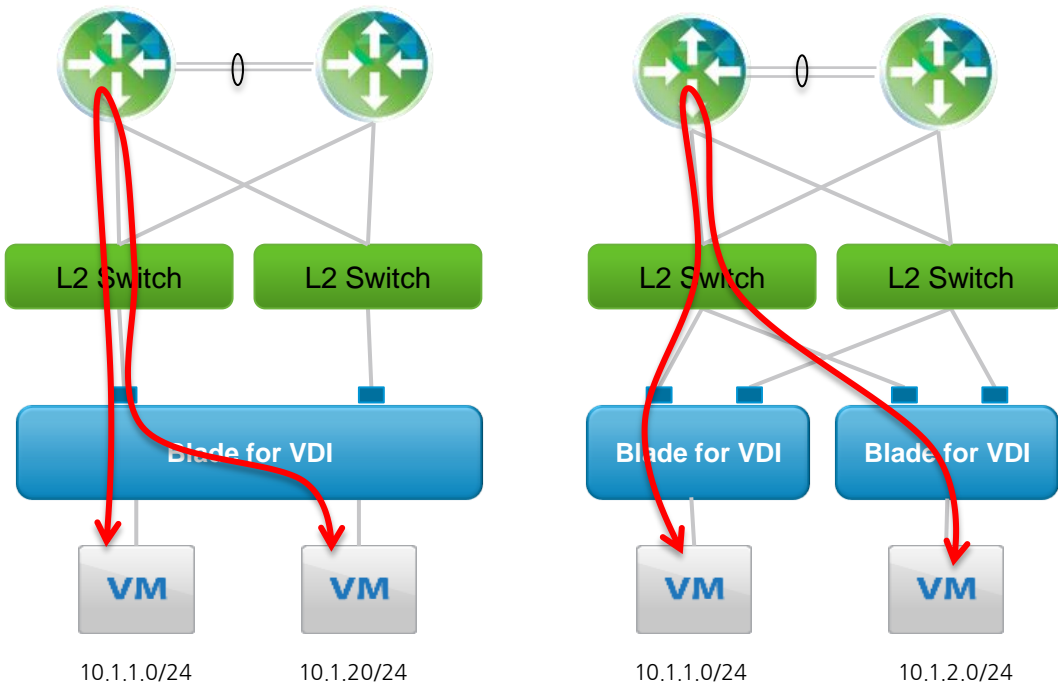 L2 Switch
L2 Switch
L2 Switch
L2 Switch
Blade for VDI
Blade for VDI
Blade for VDI
VM
VM
VM
VM
10.1.1.0/24
10.1.20/24
10.1.1.0/24
10.1.2.0/24